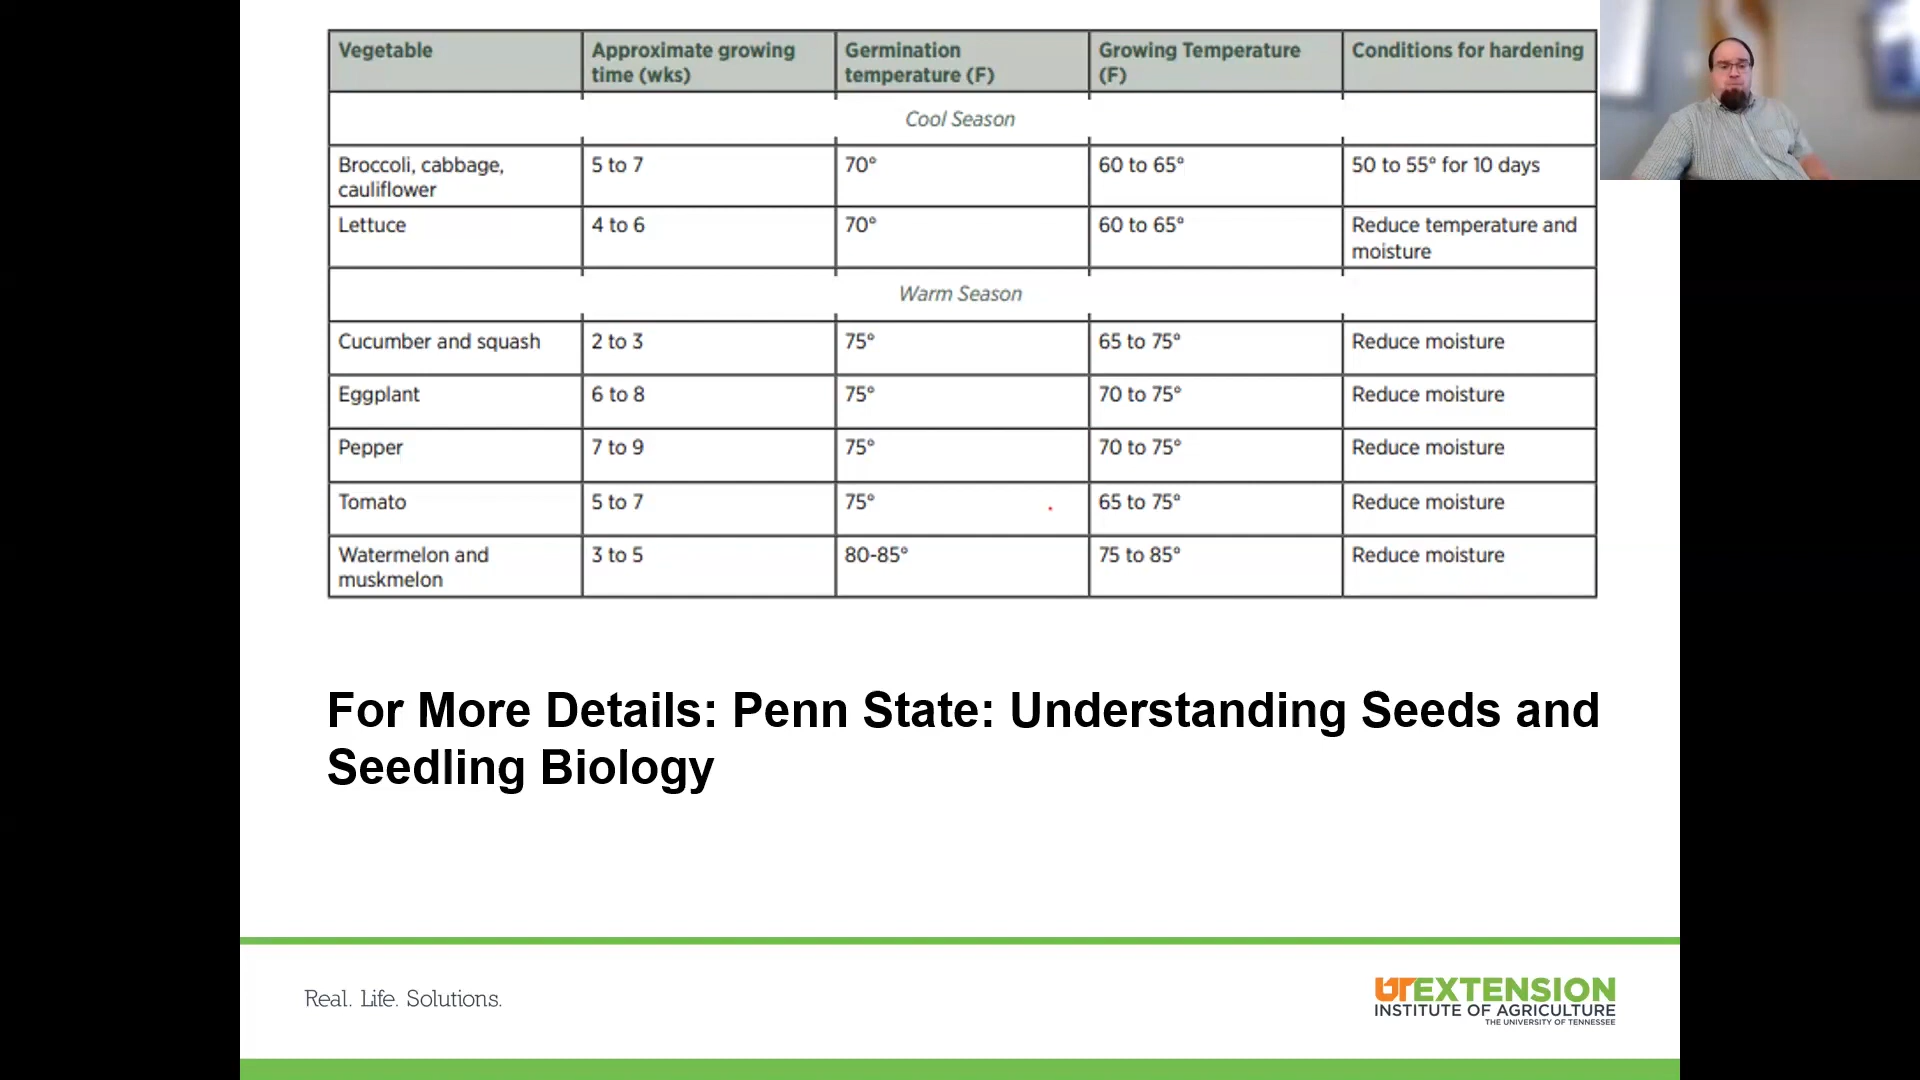 Vegetable
Approximate growing
time (wks)
Germination
temperature (F)
Growing Temperature
(F)
Conditions for hardening
Cool Season
Broccoli, cabbage,
cauliflower
5 to 7
70°
60 to 65°
50 to 55° for 10 days
Lettuce
4 to 6
70°
60 to 65°
Reduce temperature and
moisture
Warm Season
Cucumber and squash
2 to 3
75°
65 to 75°
Reduce moisture
Eggplant
6 to 8
75°
70 to 75°
Reduce moisture
Pepper
7 to 9
75°
70 to 75°
Reduce moisture
Tomato
5 to 7
75°
65 to 75°
Reduce moisture
Watermelon and
muskmelon
3 to 5
80-85°
75 to 85°
Reduce moisture
For More Details: Penn State: Understanding Seeds and
Seedling Biology
Real. Life. Solutions.
UTEXTENSION
INSTITUTE OF AGRICULTURE
THE UNIVERSITY OF TENNESSEE